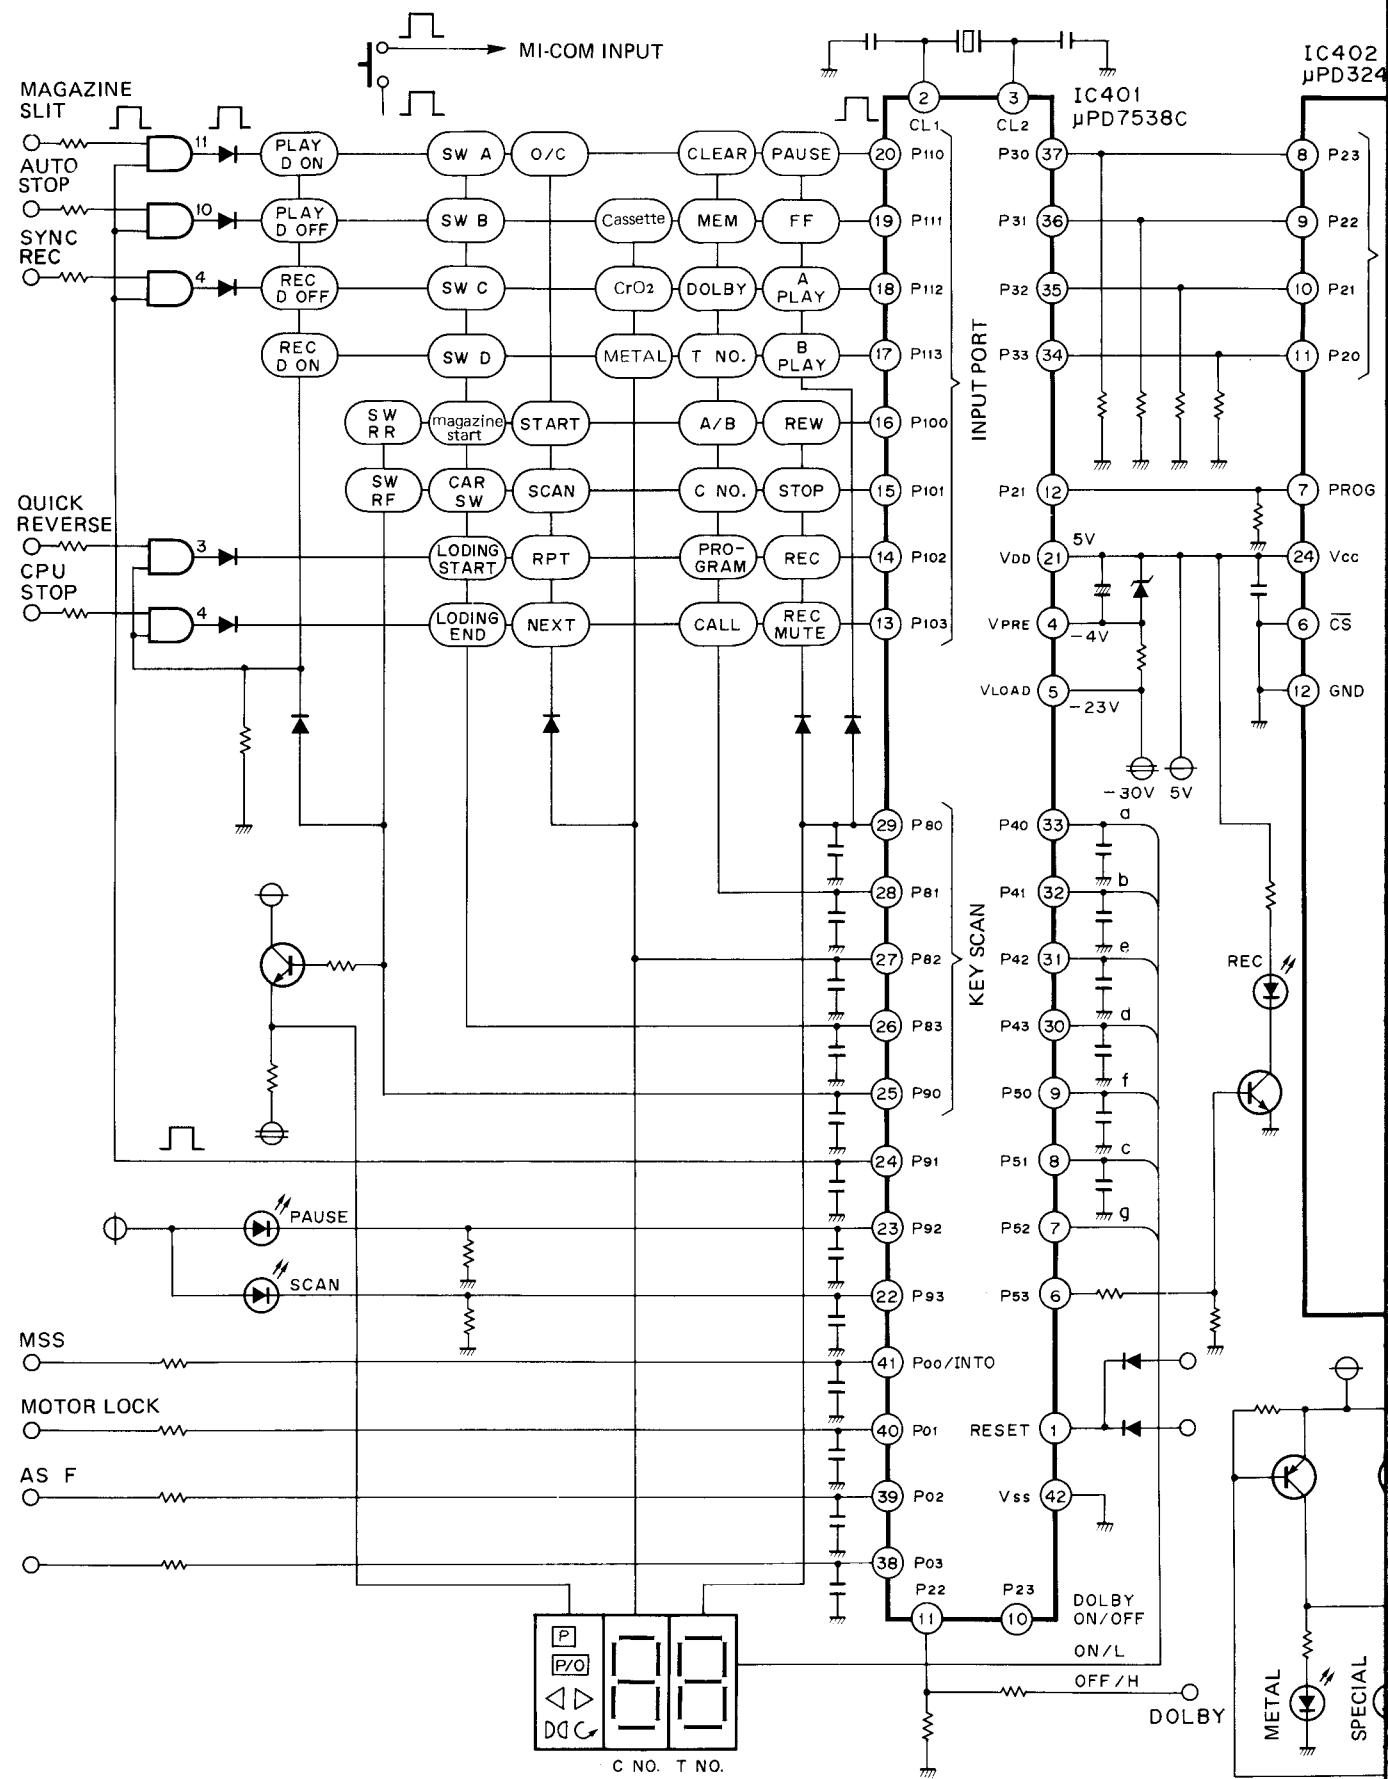 MI-COM INPUT
IC402
μPD324
MAGAZINE
SLIT
IC401
μPD7538C
2 3
CL1 CL2
AUTO
STOP
11
PLAY
D ON
SW A
O/C
CLEAR
PAUSE
20 P110
P30 37
8 P23
SYNC
REC
10
PLAY
D OFF
SW B
Cassette
MEM
FF
19 P111
P31 36
9 P22
4
REC
D OFF
SW C
CrO2
DOLBY
A
PLAY
18 P112
P32 35
10 P21
REC
D ON
SW D
METAL
T NO.
B
PLAY
17 P113
P33 34
11 P20
INPUT PORT
SW
RR
magazine
start
START
A/B
REW
16 P100
SW
RF
CAR
SW
SCAN
C NO.
STOP
15 P101
P21 12
7 PROG
QUICK
REVERSE
3
LODING
START
RPT
PRO-
GRAM
REC
14 P102
VDD 21
5V
24 Vcc
CPU
STOP
4
LODING
END
NEXT
CALL
REC
MUTE
13 P103
VPRE 4
-4V
6 CS
VLOAD 5
-23V
12 GND
-30V 5V
29 P80
P40 33
a
28 P81
P41 32
b
KEY SCAN
27 P82
P42 31
e
REC
26 P83
P43 30
d
25 P90
P50 9
f
24 P91
P51 8
c
PAUSE
23 P92
P52 7
g
SCAN
22 P93
P53 6
MSS
41 P00/INTO
MOTOR LOCK
40 P01
RESET 1
AS F
39 P02
Vss 42
38 P03
P22 P23
11 10
DOLBY
ON/OFF
ON/L
OFF/H
DOLBY
P
P/O
C NO. T NO.
METAL
SPECIAL